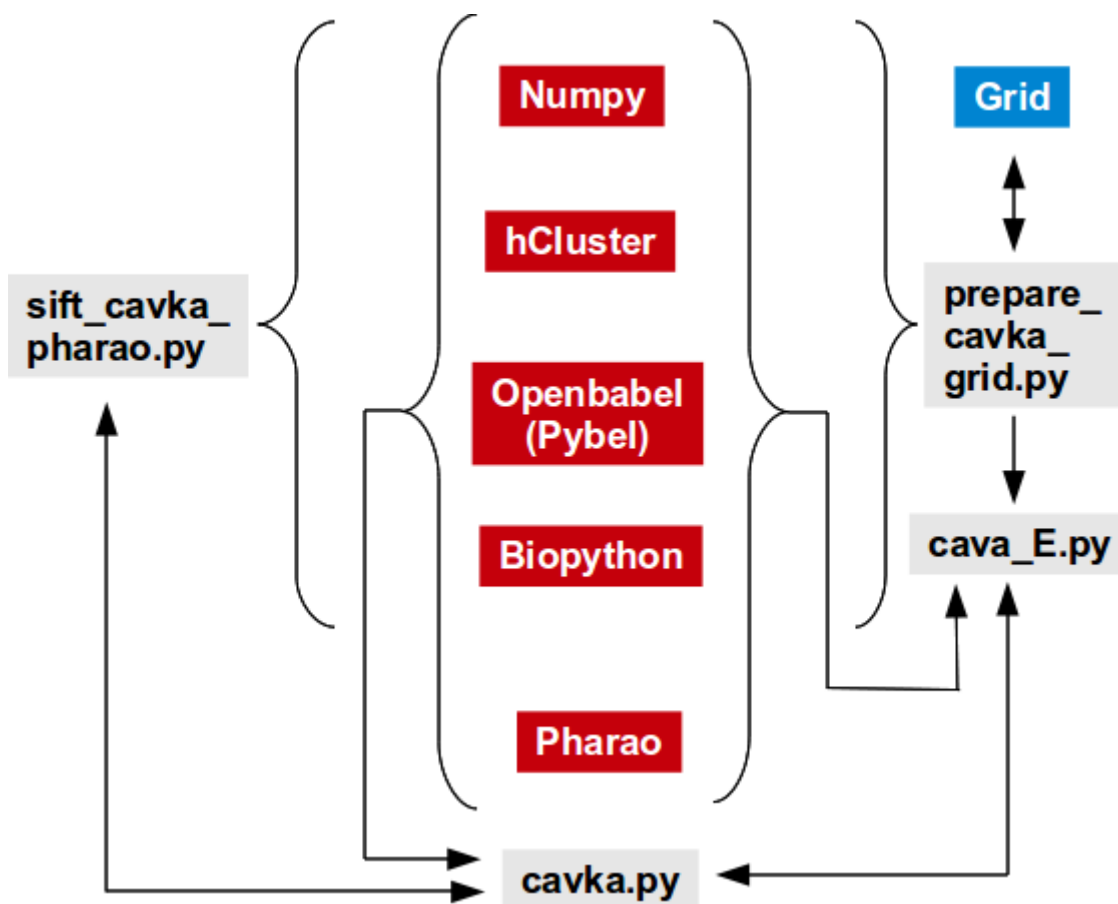 Numpy
Grid
hCluster
sift_cavka_
pharao.py
prepare_
cavka_
grid.py
Openbabel
(Pybel)
Biopython
cava_E.py
Pharao
cavka.py